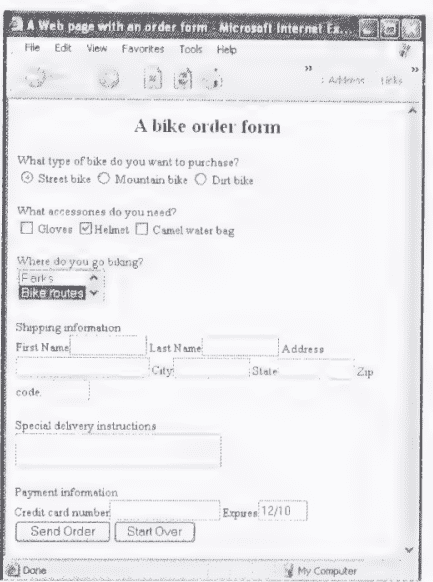 A Web page with an order form - Microsoft Internet Ex...
File Edit View Favorites Tools Help
» Address Links »
A bike order form
What type of bike do you want to purchase?
Street bike Mountain bike Dirt bike
What accessories do you need?
Gloves Helmet Camel water bag
Where do you go biking?
Parks
Bike routes
Shipping information
First Name Last Name Address
City State Zip
code
Special delivery instructions
Payment information
Credit card number Expires 12/10
Send Order Start Over
Done My Computer